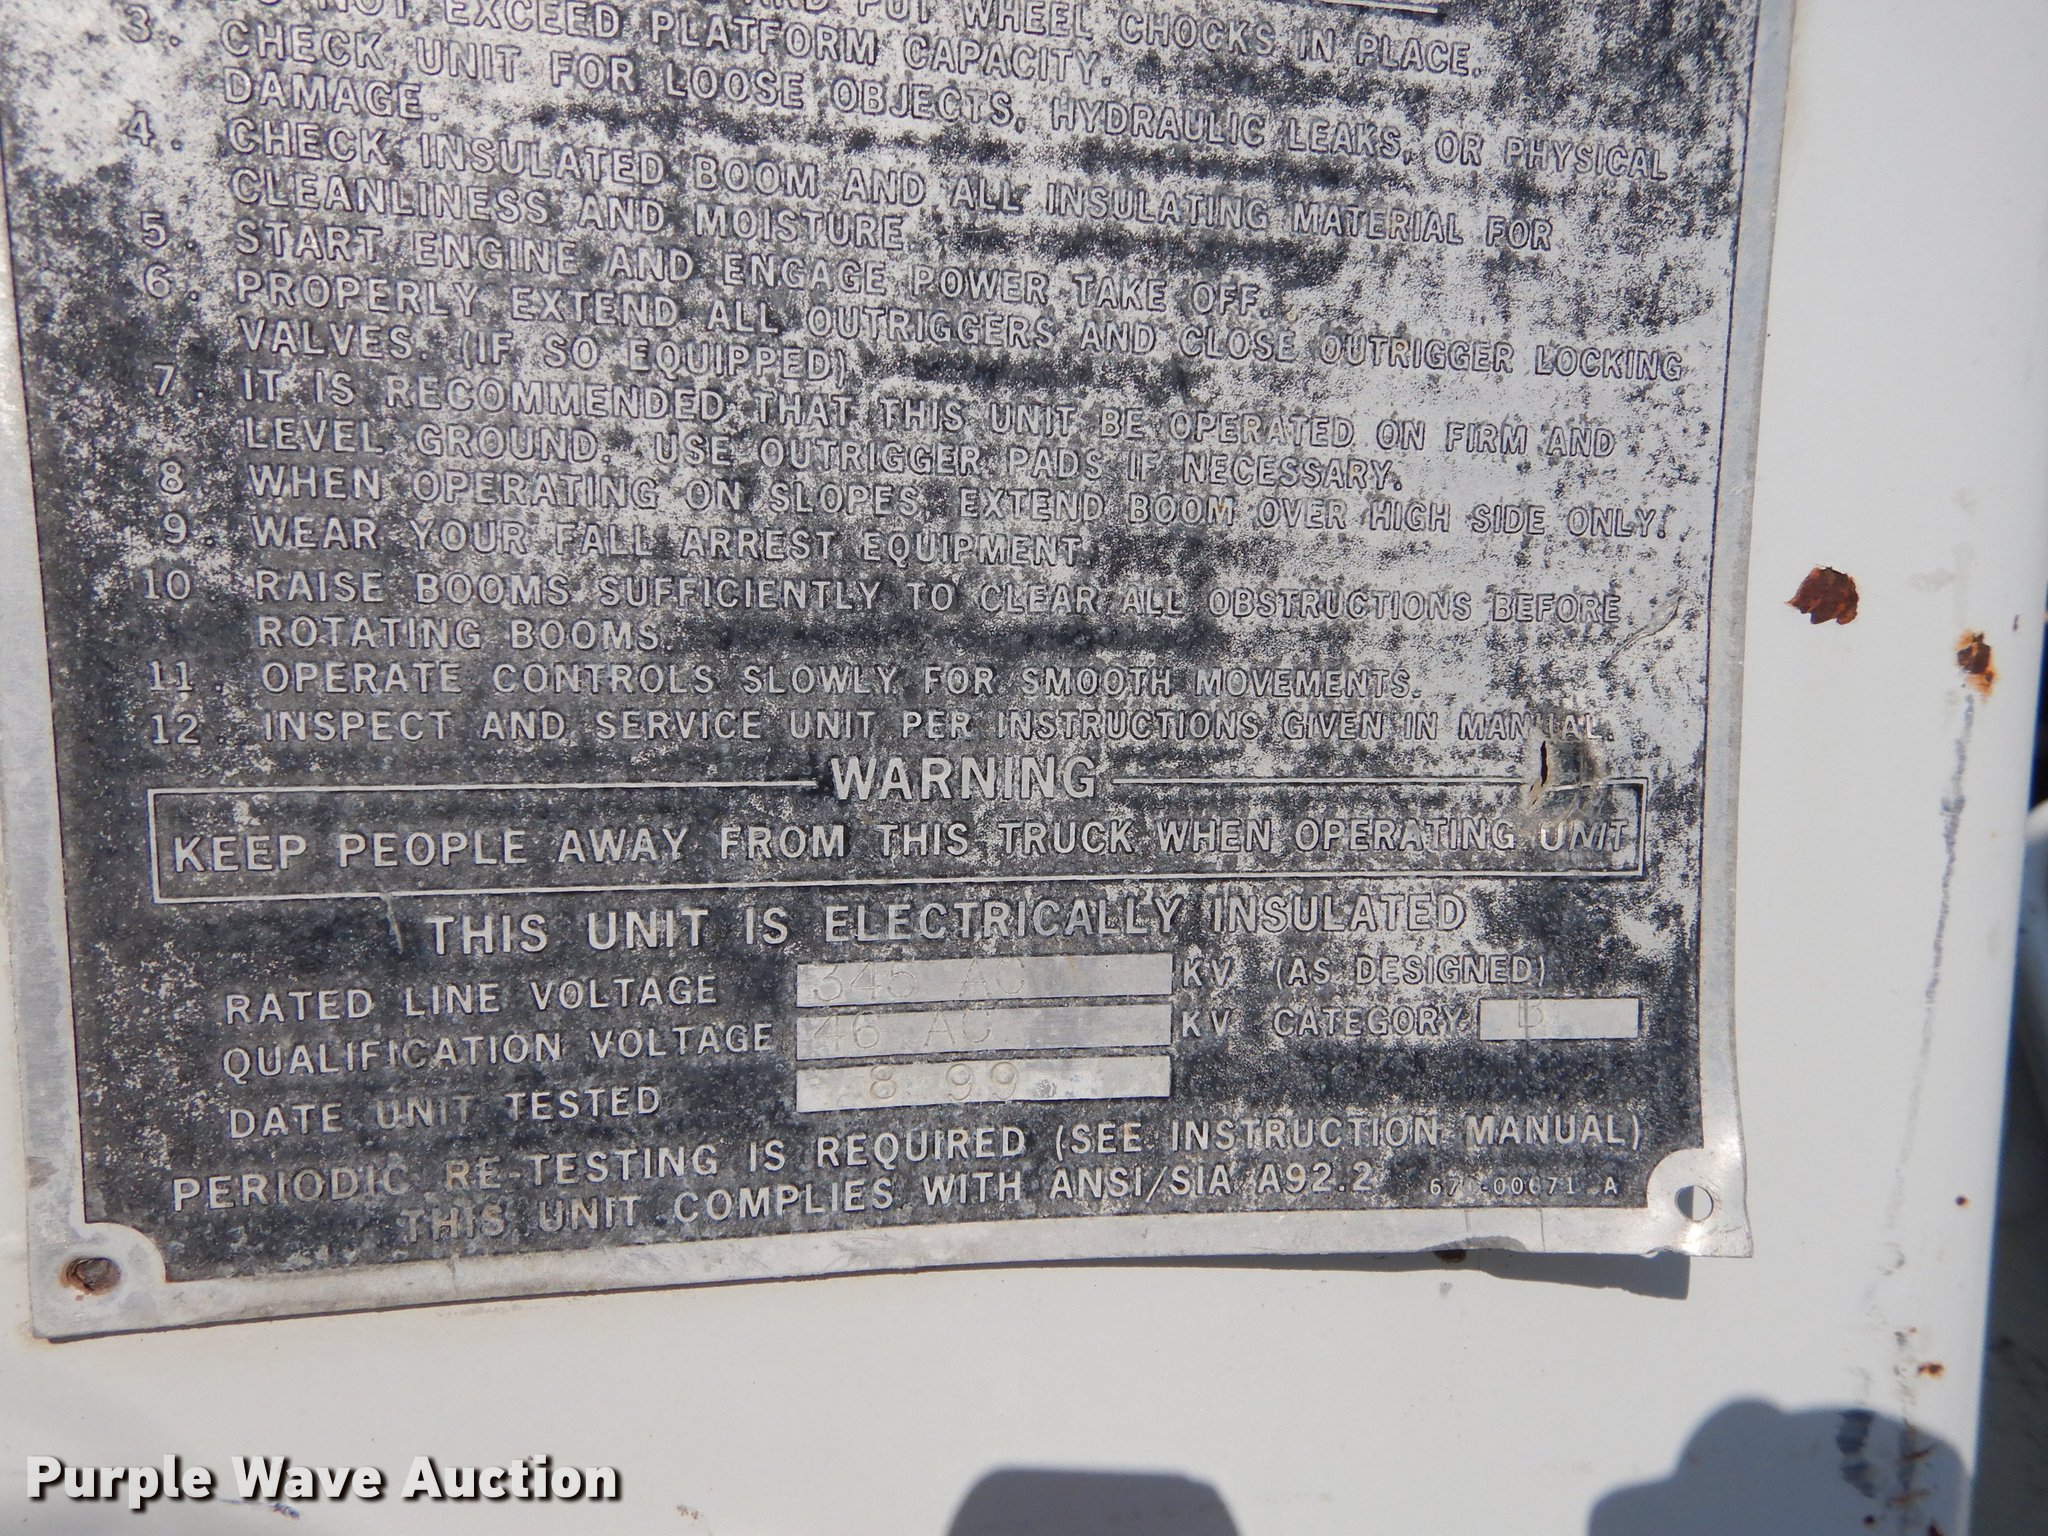 AND PUT WHEEL CHOCKS IN PLACE.
NOT EXCEED PLATFORM CAPACITY.
3. CHECK UNIT FOR LOOSE OBJECTS, HYDRAULIC LEAKS, OR PHYSICAL
DAMAGE.
4. CHECK INSULATED BOOM AND ALL INSULATING MATERIAL FOR
CLEANLINESS AND MOISTURE.
5. START ENGINE AND ENGAGE POWER TAKE OFF.
6. PROPERLY EXTEND ALL OUTRIGGERS AND CLOSE OUTRIGGER LOCKING
VALVES. (IF SO EQUIPPED)
7. IT IS RECOMMENDED THAT THIS UNIT BE OPERATED ON FIRM AND
LEVEL GROUND. USE OUTRIGGER PADS IF NECESSARY.
8. WHEN OPERATING ON SLOPES, EXTEND BOOM OVER HIGH SIDE ONLY.
9. WEAR YOUR FALL ARREST EQUIPMENT.
10. RAISE BOOMS SUFFICIENTLY TO CLEAR ALL OBSTRUCTIONS BEFORE
ROTATING BOOMS.
11. OPERATE CONTROLS SLOWLY FOR SMOOTH MOVEMENTS.
12. INSPECT AND SERVICE UNIT PER INSTRUCTIONS GIVEN IN MANUAL.
WARNING
KEEP PEOPLE AWAY FROM THIS TRUCK WHEN OPERATING UNIT
THIS UNIT IS ELECTRICALLY INSULATED
RATED LINE VOLTAGE 345 AC KV (AS DESIGNED)
QUALIFICATION VOLTAGE 46 AC KV CATEGORY B
DATE UNIT TESTED 8 99
PERIODIC RE-TESTING IS REQUIRED (SEE INSTRUCTION MANUAL)
THIS UNIT COMPLIES WITH ANSI/SIA A92.2 A
Purple Wave Auction